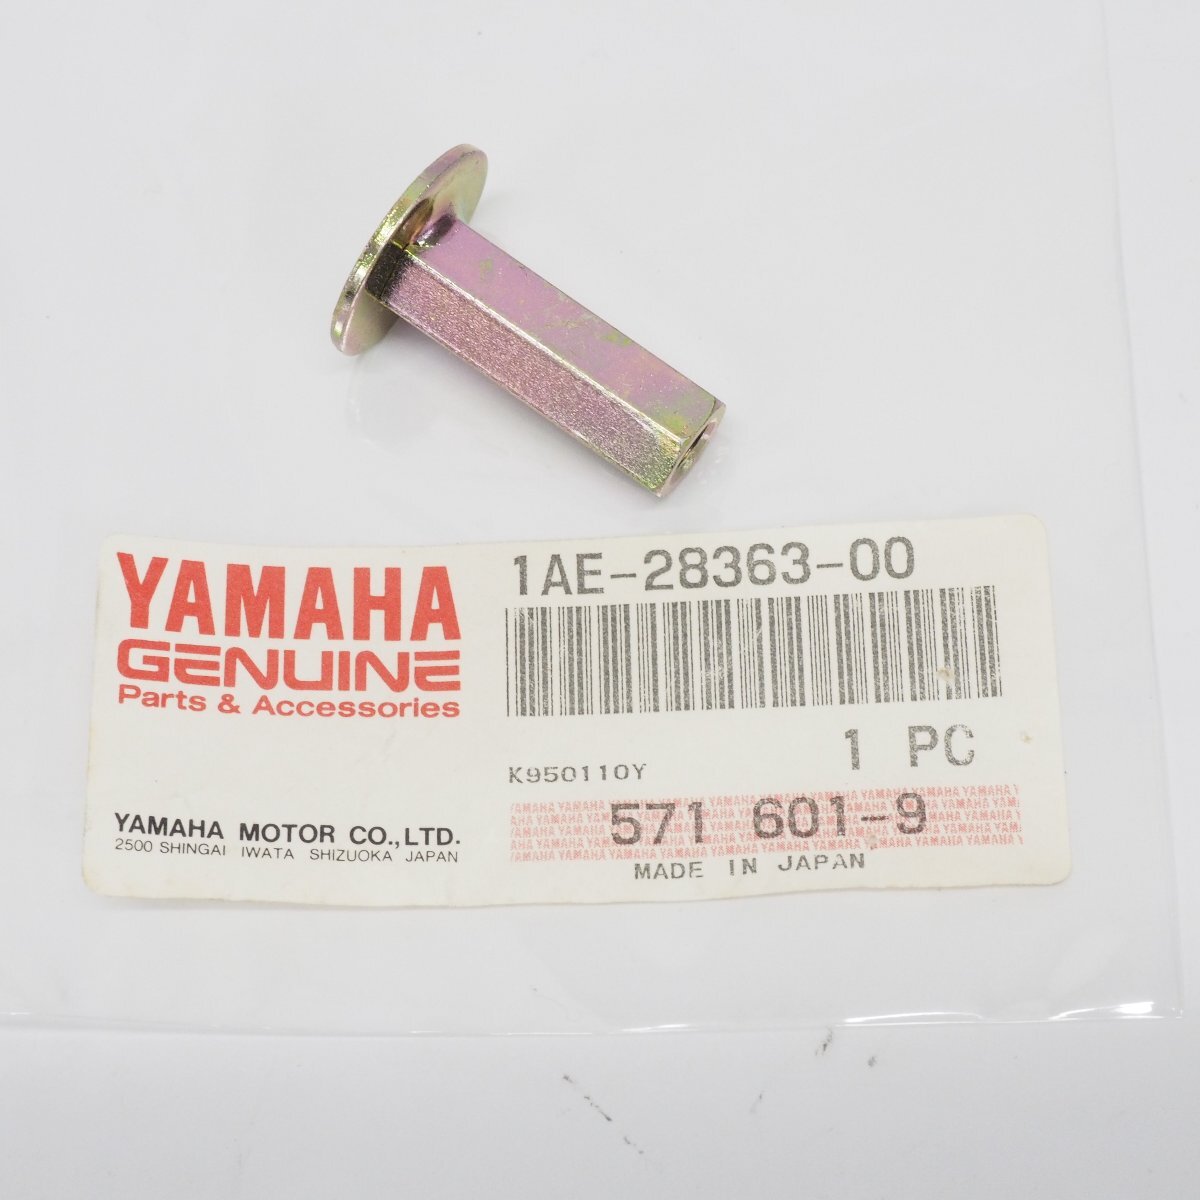 YAMAHA
GENUINE
Parts & Accessories
YAMAHA MOTOR CO.,LTD.
2500 SHINGAI IWATA SHIZUOKA JAPAN
1AE-28363-00
1 PC
K950110Y
571 601-9
MADE IN JAPAN